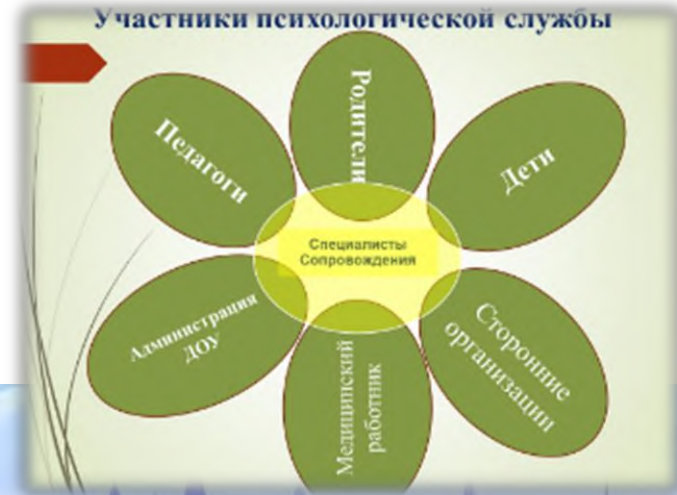 Участники психологической службы
Родители
Педагоги
Дети
Специалисты
Сопровождения
Администрация
ДОУ
Медицинский
работник
Сторонние
организации